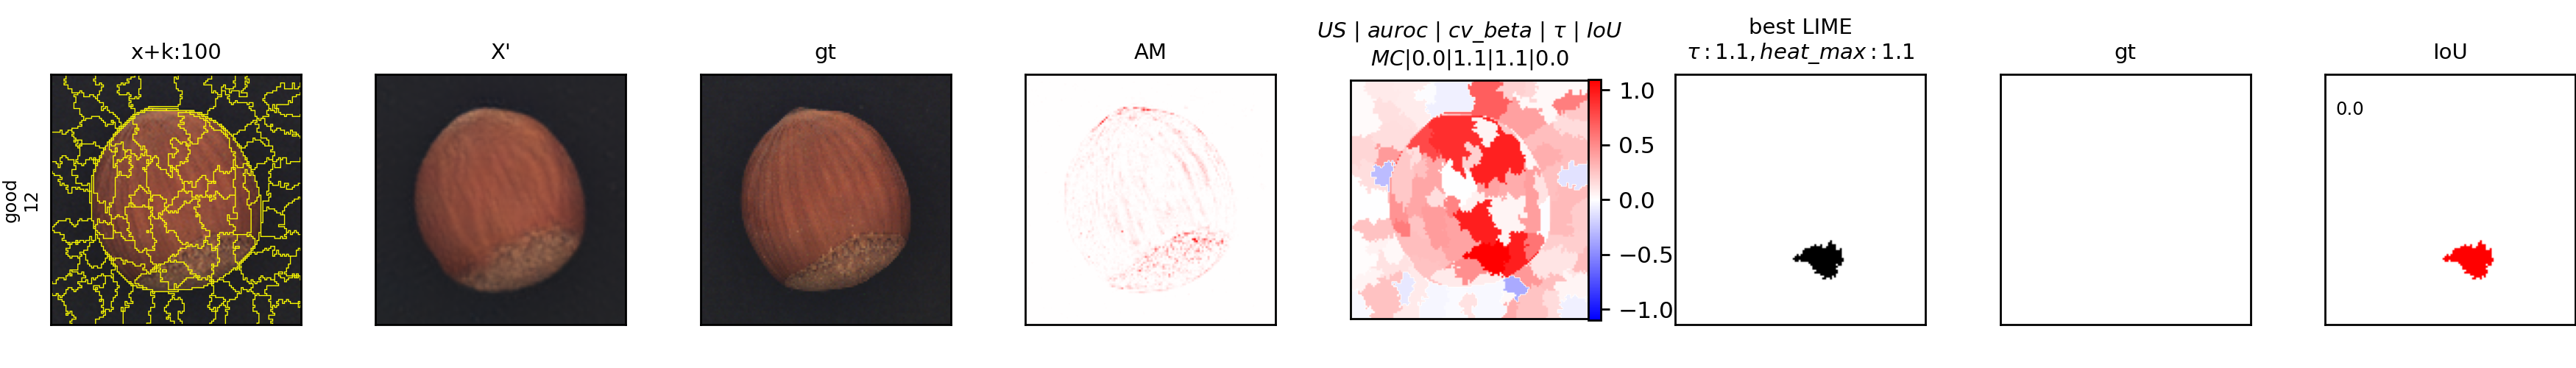 x+k:100
X'
gt
AM
US | auroc | cv_beta | τ | IoU
MC|0.0|1.1|1.1|0.0
best LIME
τ : 1.1, heat_max : 1.1
gt
IoU
good
12
1.0
0.5
0.0
−0.5
−1.0
0.0